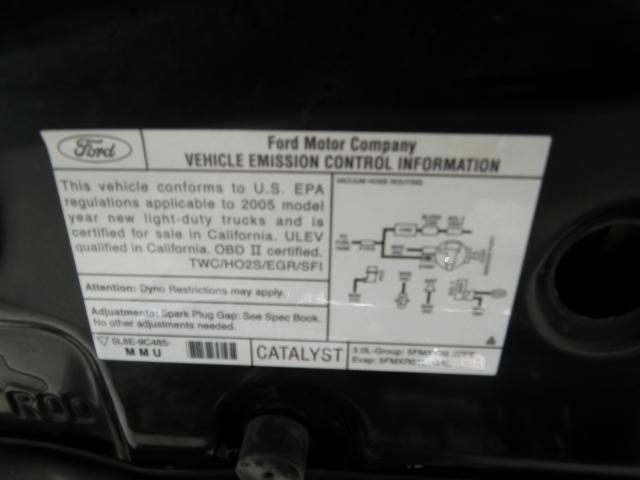 Ford
Ford Motor Company
VEHICLE EMISSION CONTROL INFORMATION
This vehicle conforms to U.S. EPA
regulations applicable to 2005 model
year new light-duty trucks and is
certified for sale in California. ULEV
qualified in California. OBD II certified.
TWC/HO2S/EGR/SFI
Attention: Dyno Restrictions may apply.
Adjustments: Spark Plug Gap: See Spec Book.
No other adjustments needed.
VACUUM HOSE ROUTING
5L8E-9C485-
MMU
CATALYST
3.0L-Group:
Evap:
ROD